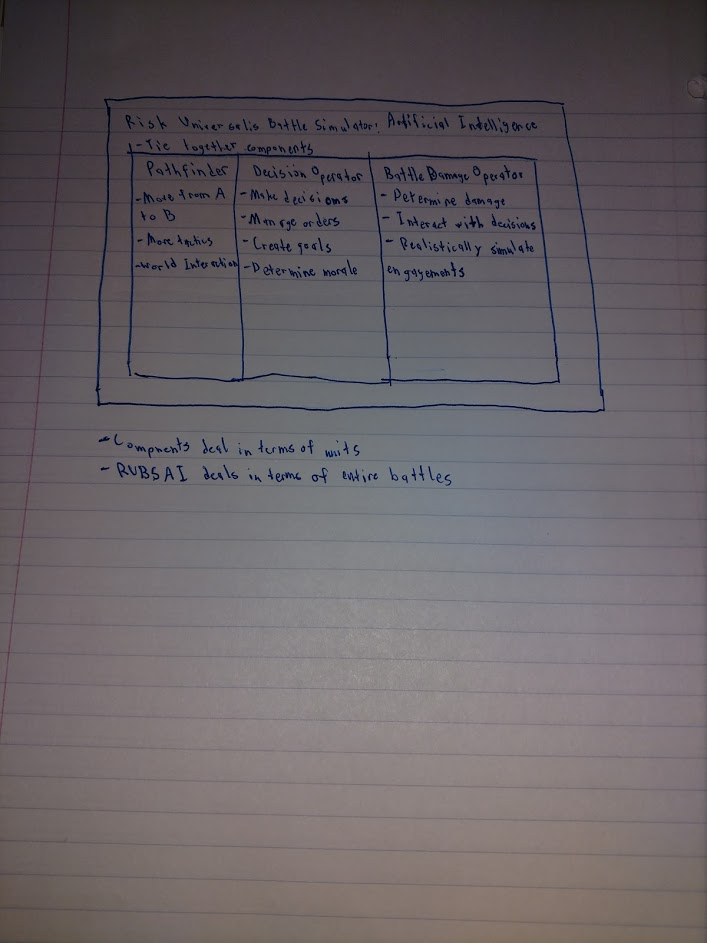 Risk Universalis Battle Simulator: Artificial Intelligence
- Tie together components
Pathfinder
- Move from A
to B
- Move tactics
- World Interaction
Decision Operator
- Make decisions
- Manage orders
- Create goals
- Determine morale
Battle Damage Operator
- Determine damage
- Interact with decisions
- Realistically simulate
engagements
- Components deal in terms of units
- RUBSAI deals in terms of entire battles